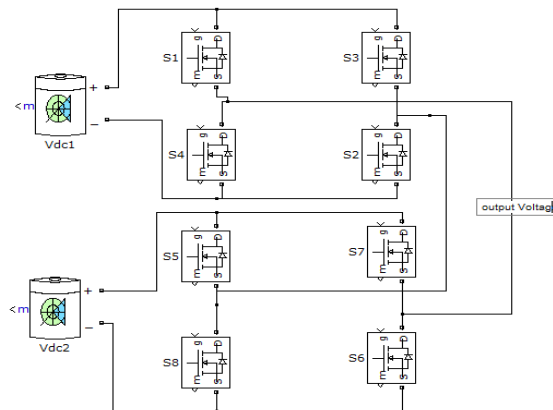 S1
g
D
m
S
S3
g
D
m
S
<m
+
−
Vdc1
S4
g
D
m
S
S2
g
D
m
S
output Voltag
S5
g
D
m
S
S7
g
D
m
S
<m
+
−
Vdc2
S8
g
D
m
S
S6
g
D
m
S